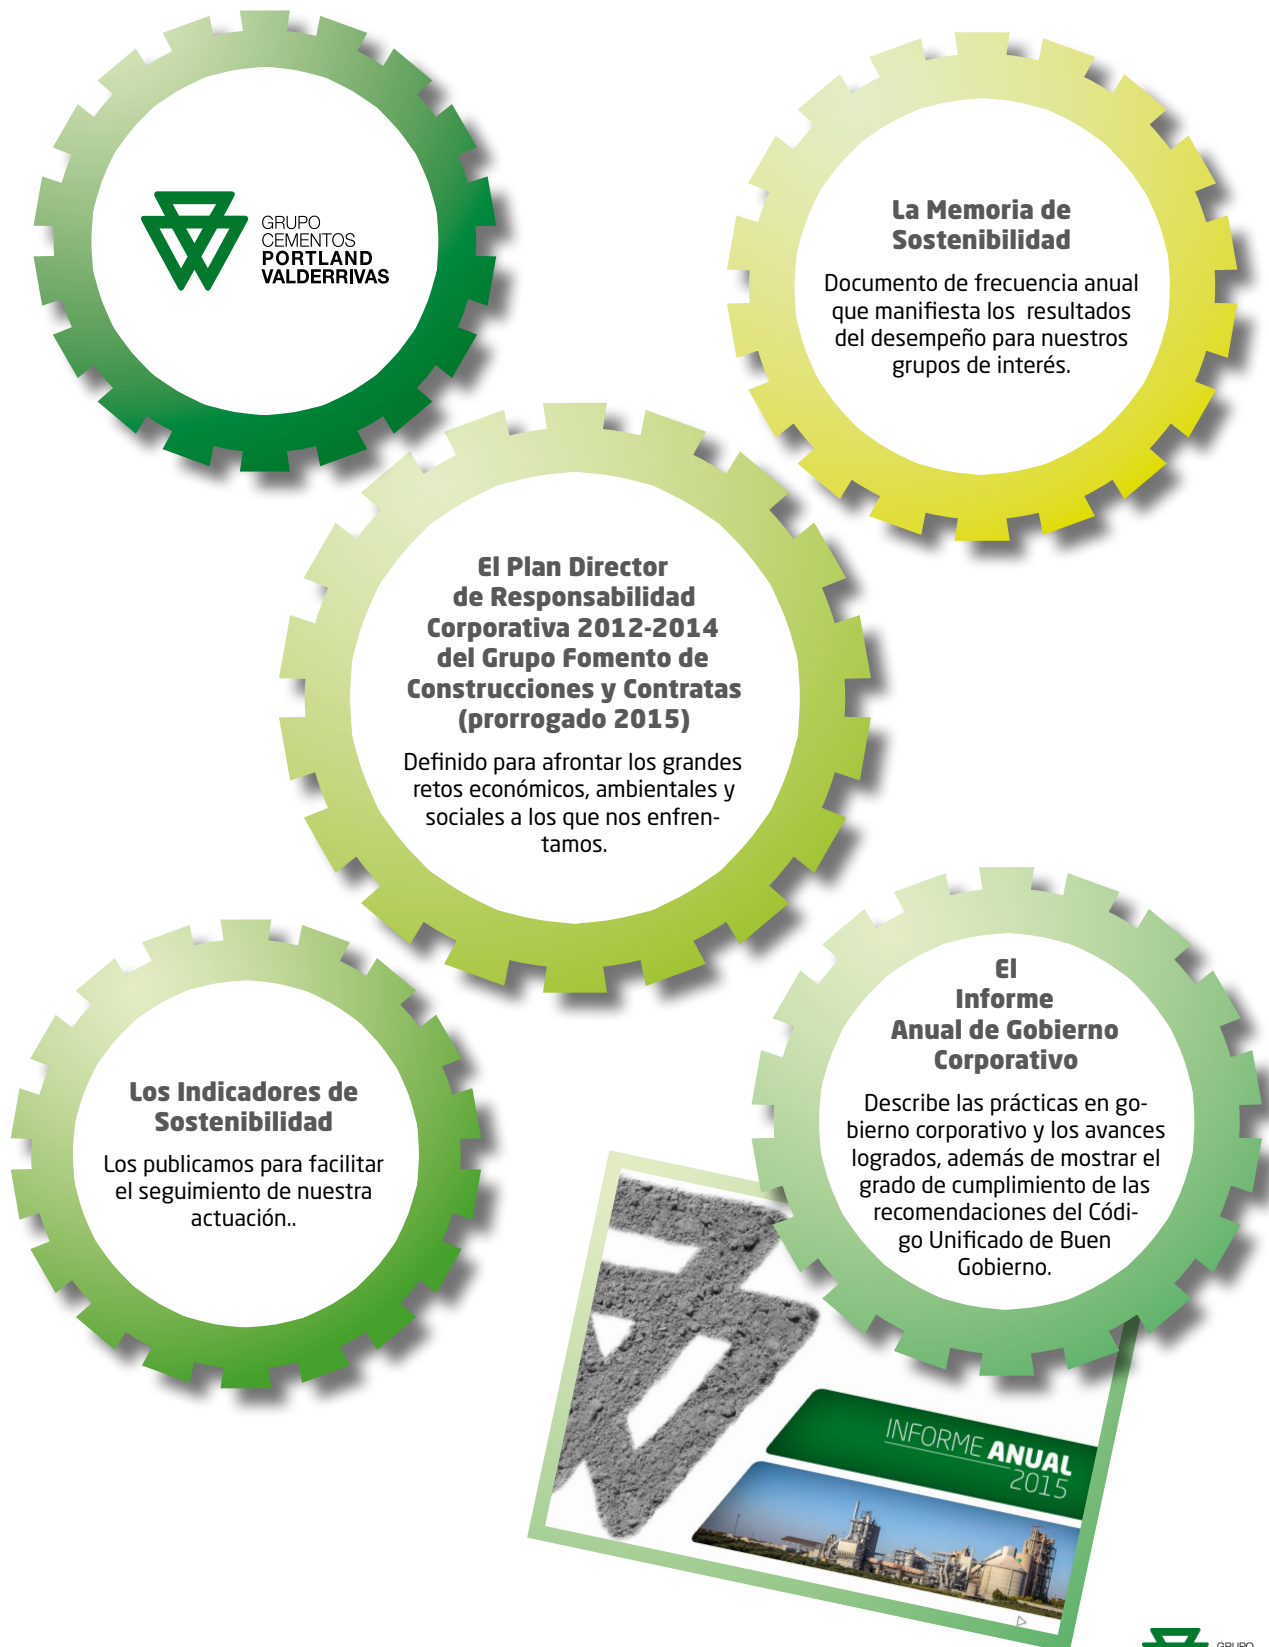 GRUPO
CEMENTOS
PORTLAND
VALDERRIVAS
La Memoria de
Sostenibilidad
Documento de frecuencia anual
que manifiesta los resultados
del desempeño para nuestros
grupos de interés.
El Plan Director
de Responsabilidad
Corporativa 2012-2014
del Grupo Fomento de
Construcciones y Contratas
(prorrogado 2015)
Definido para afrontar los grandes
retos económicos, ambientales y
sociales a los que nos enfren-
tamos.
Los Indicadores de
Sostenibilidad
Los publicamos para facilitar
el seguimiento de nuestra
actuación..
El
Informe
Anual de Gobierno
Corporativo
Describe las prácticas en go-
bierno corporativo y los avances
logrados, además de mostrar el
grado de cumplimiento de las
recomendaciones del Códi-
go Unificado de Buen
Gobierno.
INFORME ANUAL
2015
GRUPO